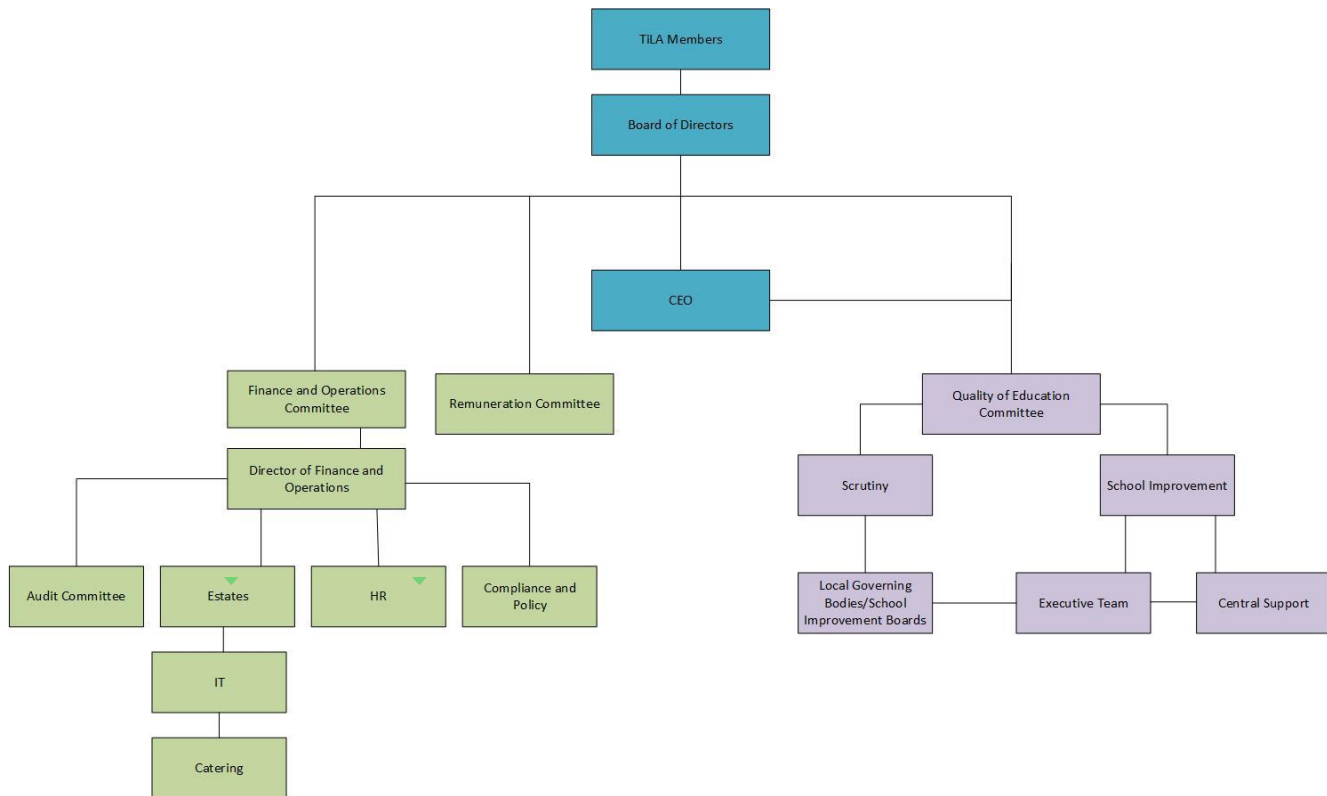 TiLA Members
Board of Directors
CEO
Finance and Operations
Committee
Remuneration Committee
Quality of Education
Committee
Director of Finance and
Operations
Scrutiny
School Improvement
Audit Committee
Estates
HR
Compliance and
Policy
Local Governing
Bodies/School
Improvement Boards
Executive Team
Central Support
IT
Catering